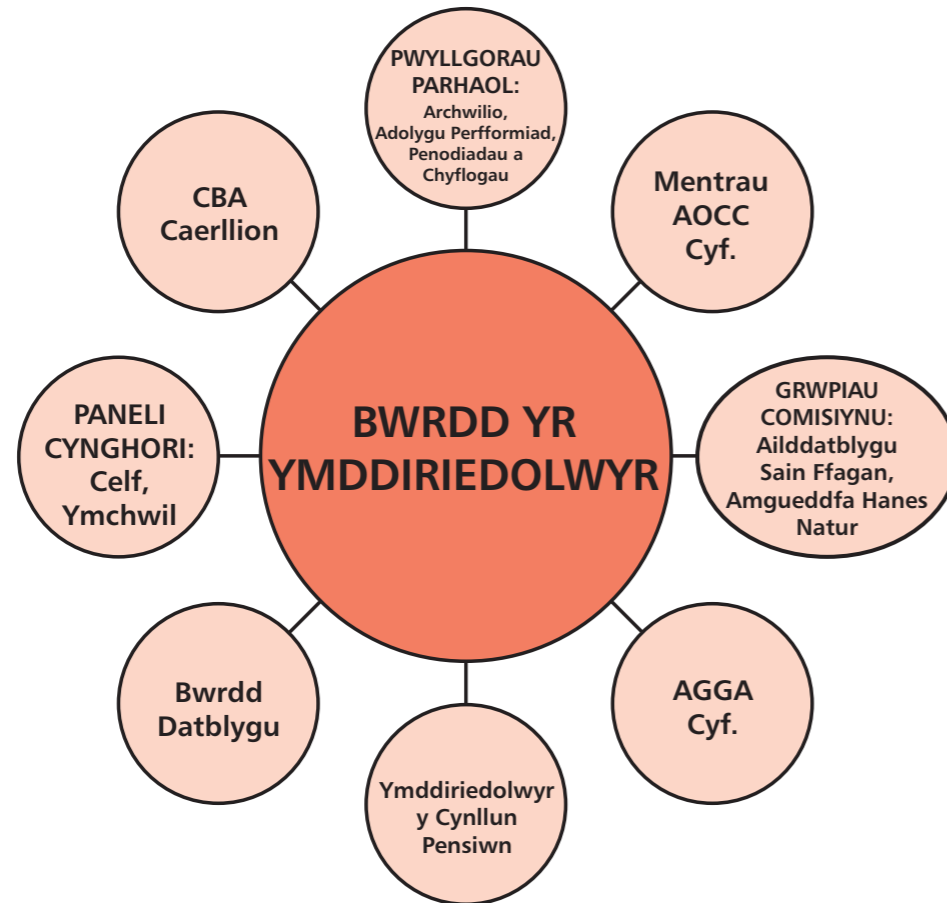 PWYLLGORAU
PARHAOL:
Archwilio,
Adolygu Perfformiad,
Penodiadau a
Chyflogau
Mentrau
AOCC
Cyf.
GRWPIAU
COMISIYNU:
Ailddatblygu
Sain Ffagan,
Amgueddfa Hanes
Natur
AGGA
Cyf.
Ymddiriedolwyr
y Cynllun
Pensiwn
Bwrdd
Datblygu
PANELI
CYNGHORI:
Celf,
Ymchwil
CBA
Caerllion
BWRDD YR
YMDDIRIEDOLWYR